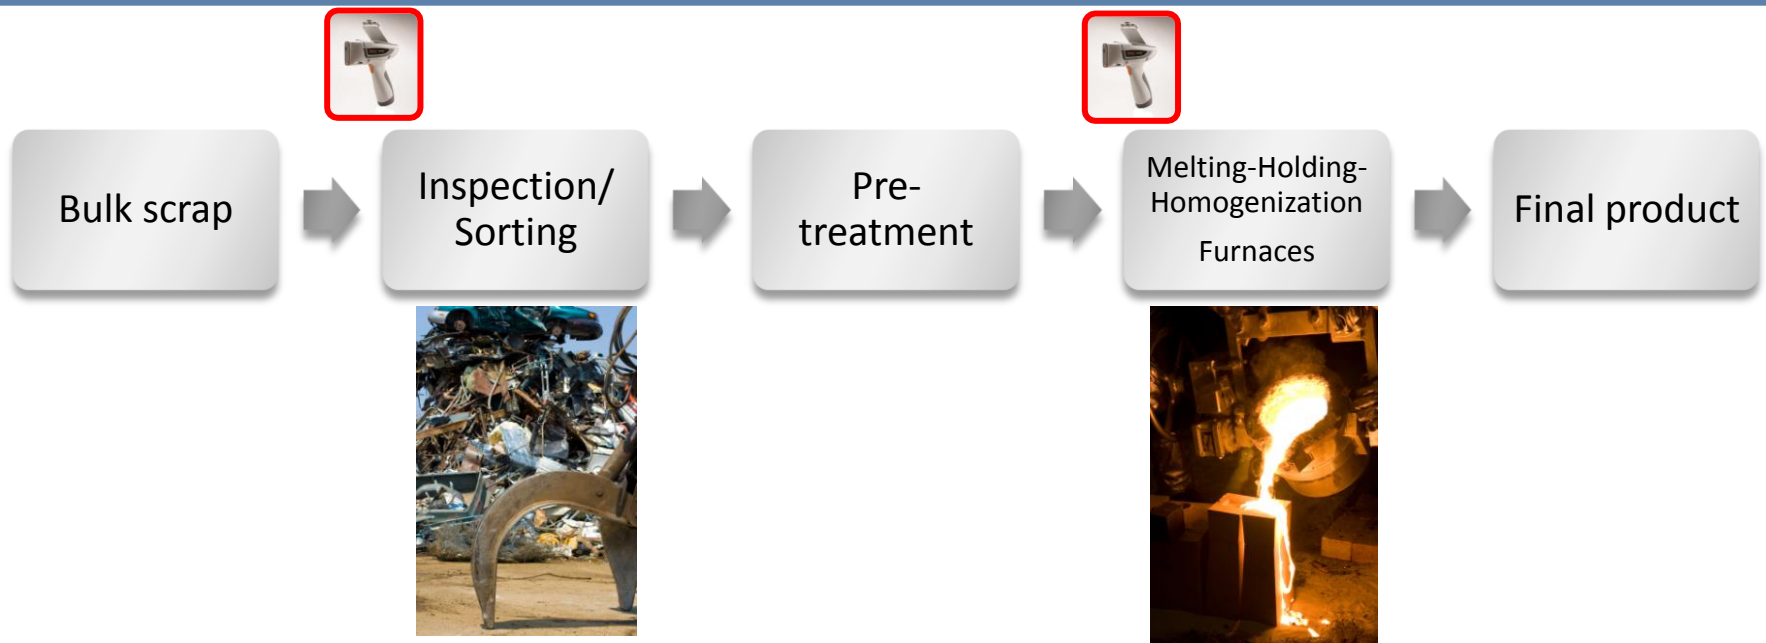 Bulk scrap
Inspection/
Sorting
Pre-
treatment
Melting-Holding-
Homogenization
Furnaces
Final product